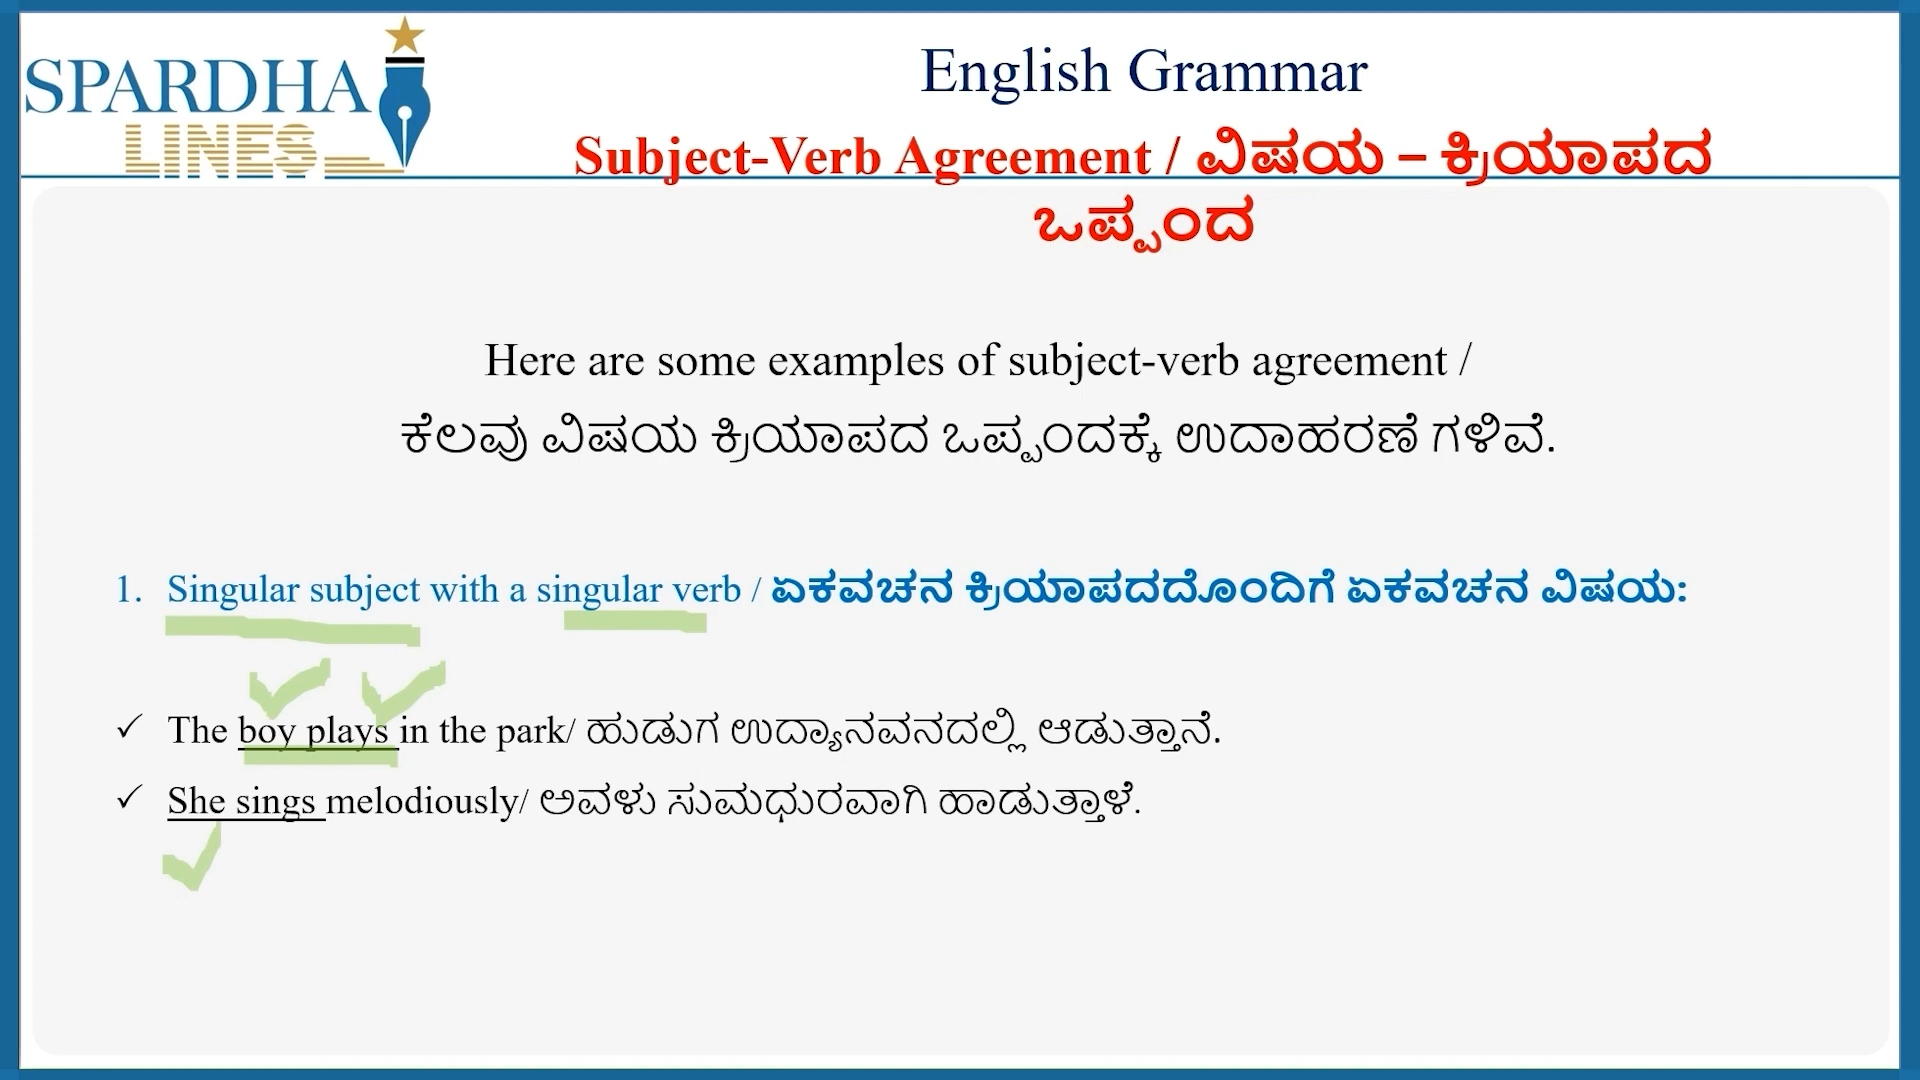 SPARDHA
LINES
English Grammar
Subject-Verb Agreement / ವಿಷಯ – ಕ್ರಿಯಾಪದ
ಒಪ್ಪಂದ
Here are some examples of subject-verb agreement /
ಕೆಲವು ವಿಷಯ ಕ್ರಿಯಾಪದ ಒಪ್ಪಂದಕ್ಕೆ ಉದಾಹರಣೆ ಗಳಿವೆ.
1. Singular subject with a singular verb / ಏಕವಚನ ಕ್ರಿಯಾಪದದೊಂದಿಗೆ ಏಕವಚನ ವಿಷಯ:
✓ The boy plays in the park/ ಹುಡುಗ ಉದ್ಯಾನವನದಲ್ಲಿ ಆಡುತ್ತಾನೆ.
✓ She sings melodiously/ ಅವಳು ಸುಮಧುರವಾಗಿ ಹಾಡುತ್ತಾಳೆ.